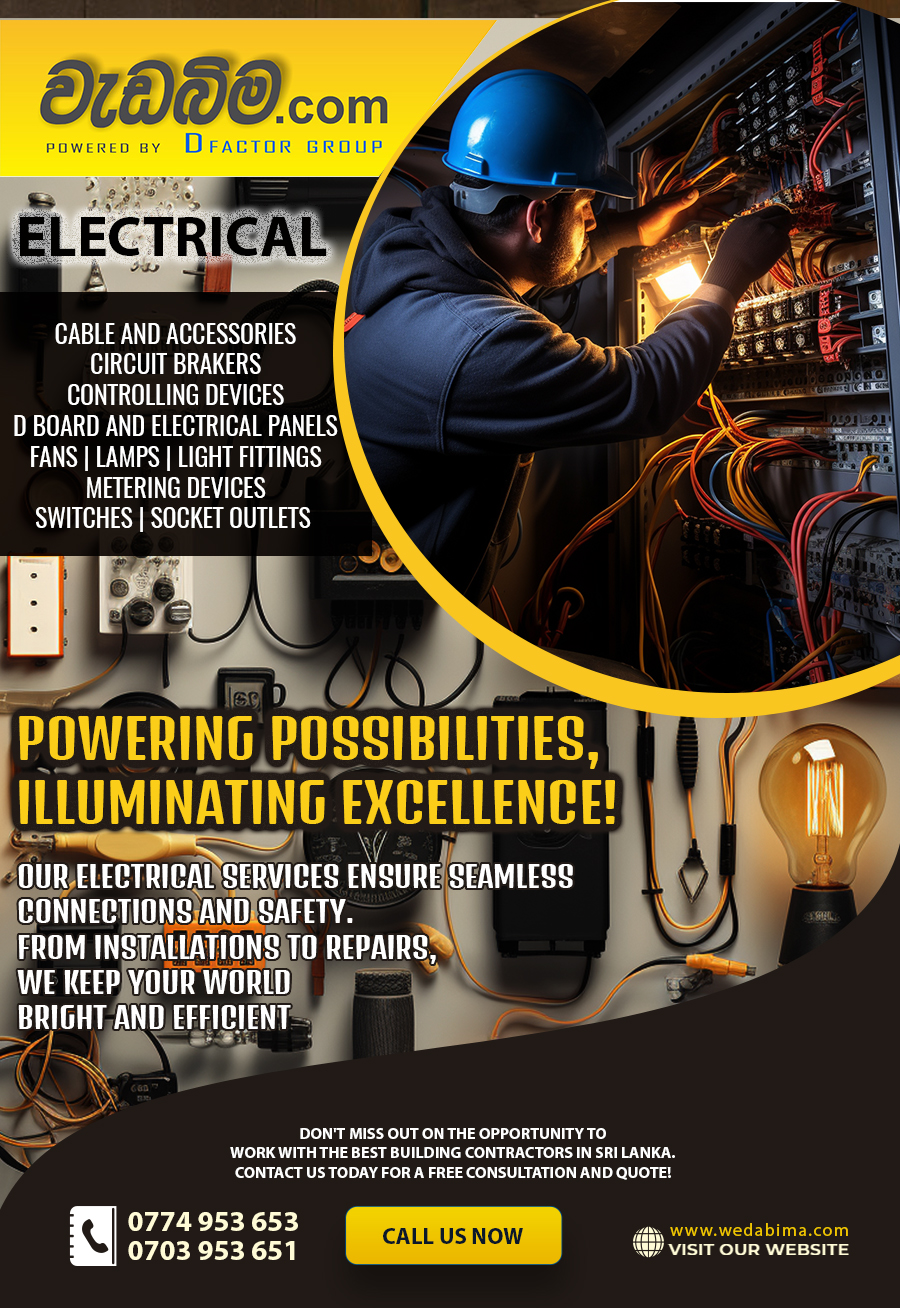 වැඩබිම.com
POWERED BY D FACTOR GROUP
ELECTRICAL
CABLE AND ACCESSORIES
CIRCUIT BRAKERS
CONTROLLING DEVICES
D BOARD AND ELECTRICAL PANELS
FANS | LAMPS | LIGHT FITTINGS
METERING DEVICES
SWITCHES | SOCKET OUTLETS
POWERING POSSIBILITIES,
ILLUMINATING EXCELLENCE!
OUR ELECTRICAL SERVICES ENSURE SEAMLESS
CONNECTIONS AND SAFETY.
FROM INSTALLATIONS TO REPAIRS,
WE KEEP YOUR WORLD
BRIGHT AND EFFICIENT
DON'T MISS OUT ON THE OPPORTUNITY TO
WORK WITH THE BEST BUILDING CONTRACTORS IN SRI LANKA.
CONTACT US TODAY FOR A FREE CONSULTATION AND QUOTE!
0774 953 653
0703 953 651
CALL US NOW
www.wedabima.com
VISIT OUR WEBSITE